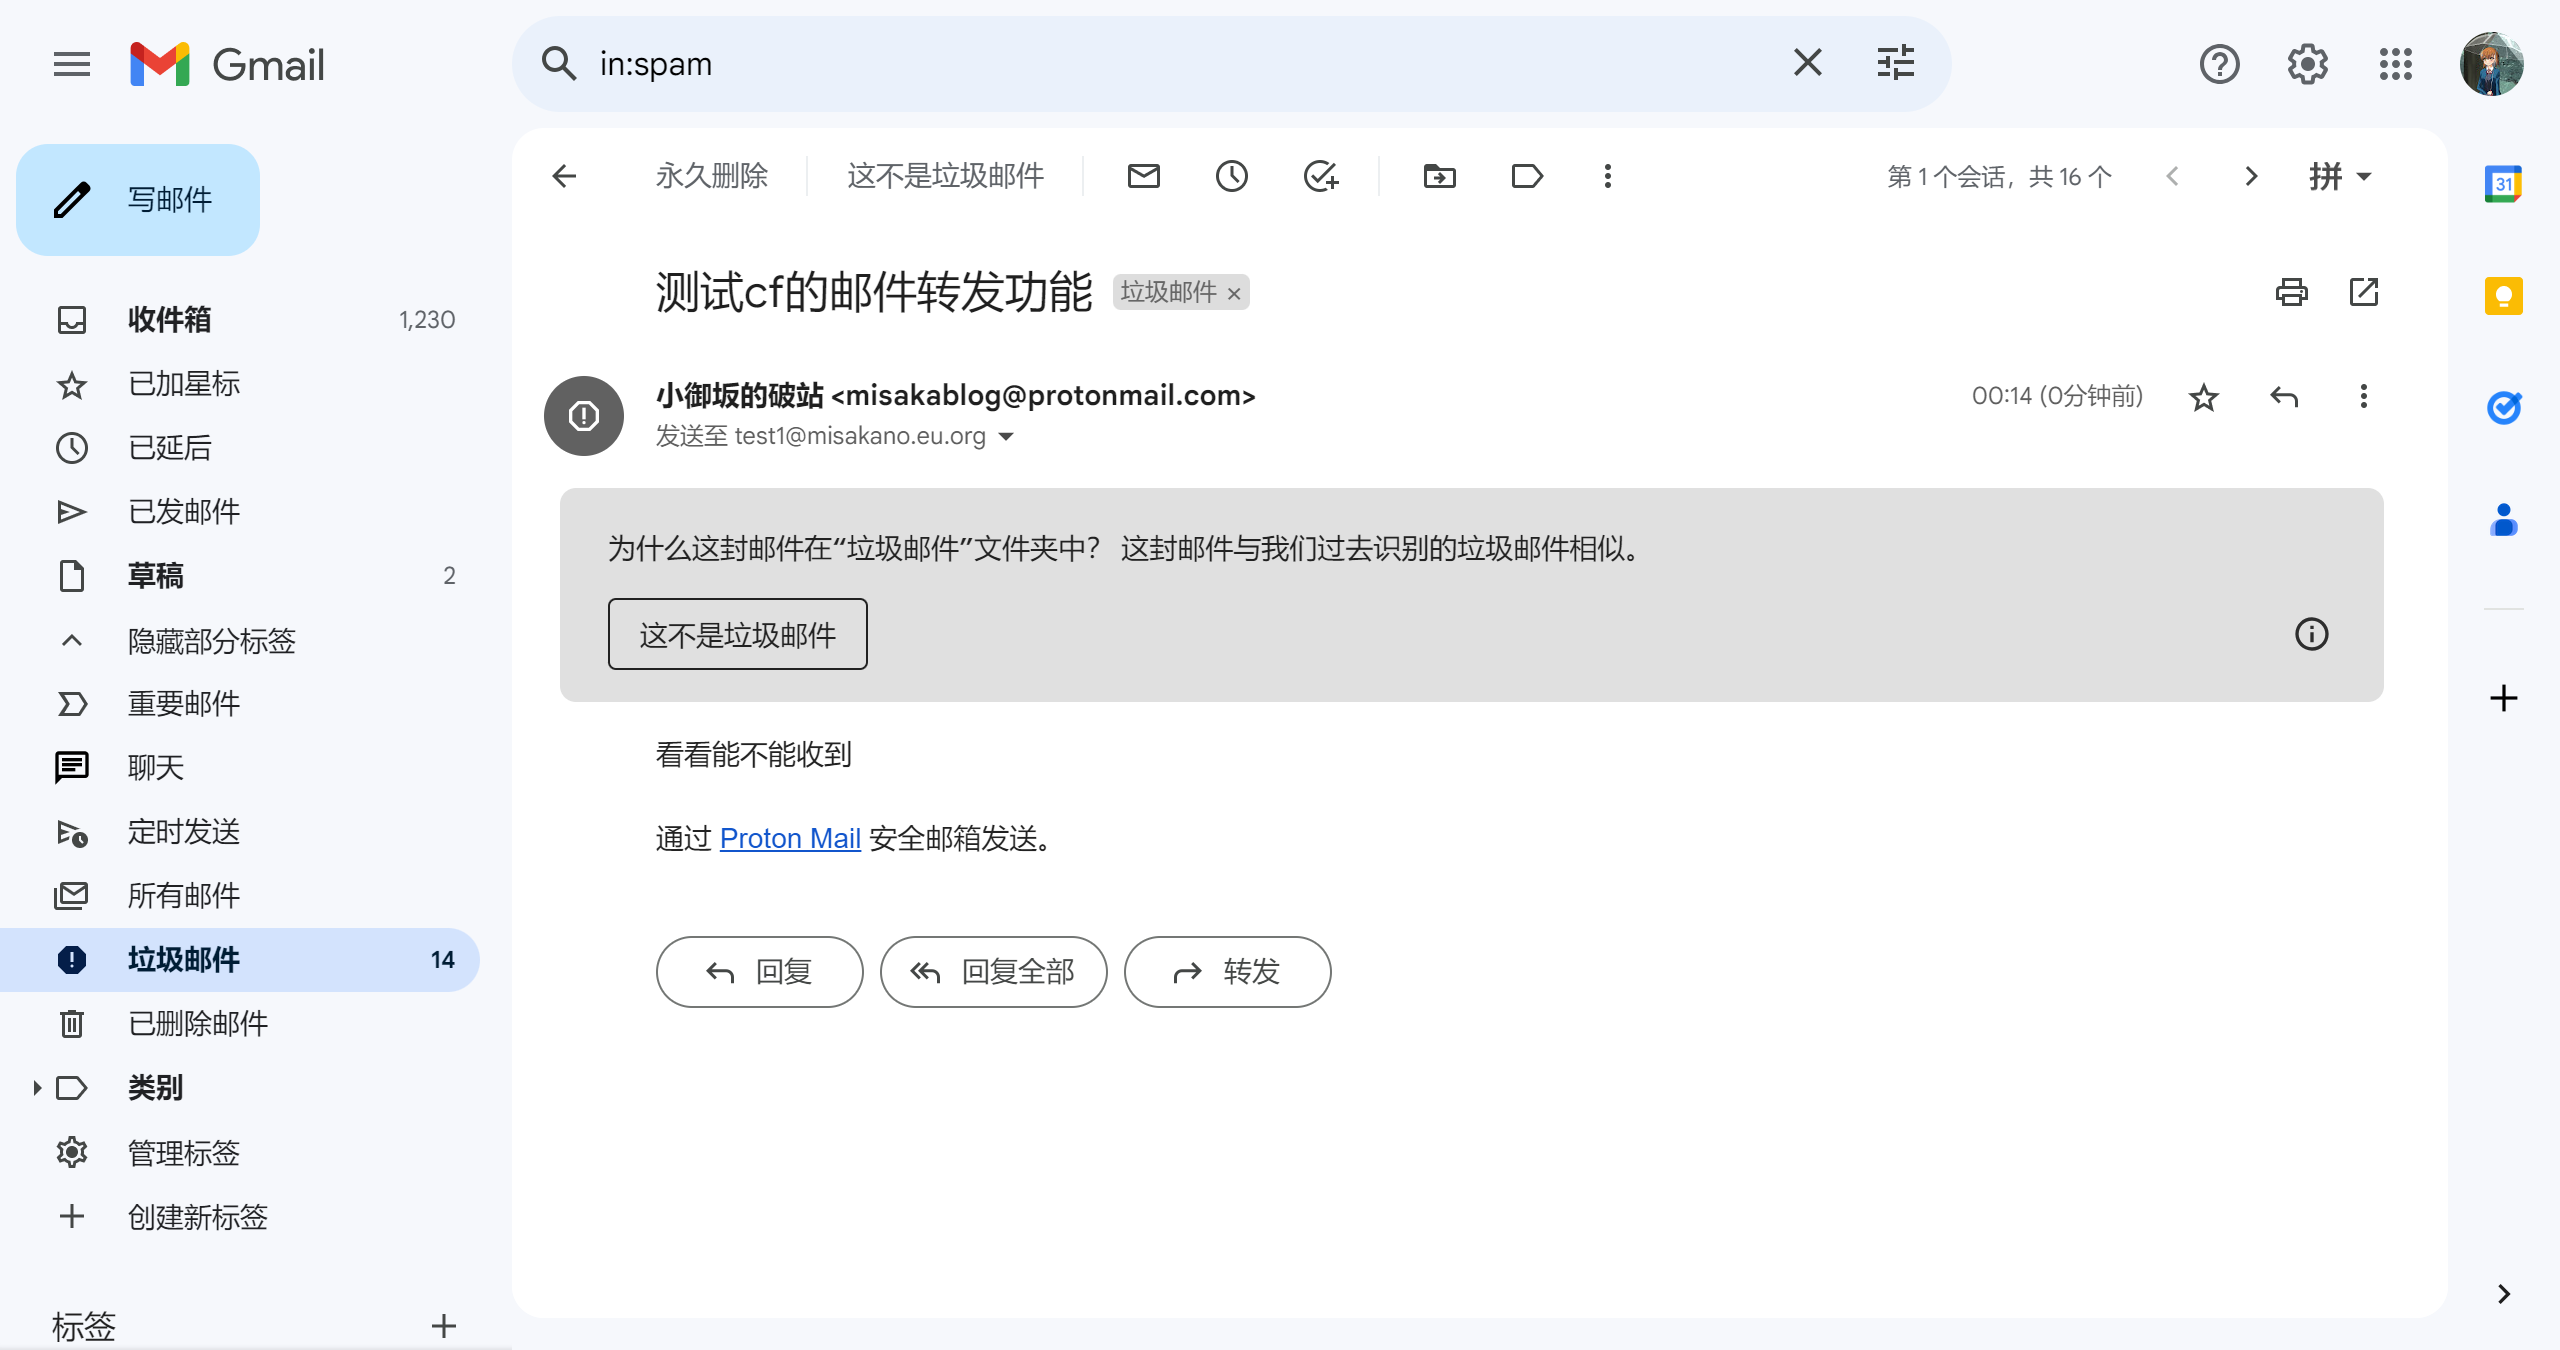 Gmail
in:spam
写邮件
收件箱 1,230
已加星标
已延后
已发邮件
草稿 2
隐藏部分标签
重要邮件
聊天
定时发送
所有邮件
垃圾邮件 14
已删除邮件
类别
管理标签
创建新标签
标签
永久删除 这不是垃圾邮件 第 1 个会话，共 16 个 拼
测试cf的邮件转发功能 垃圾邮件 ×
小御坂的破站 <misakablog@protonmail.com> 00:14 (0分钟前)
发送至 test1@misakano.eu.org
为什么这封邮件在“垃圾邮件”文件夹中？ 这封邮件与我们过去识别的垃圾邮件相似。
这不是垃圾邮件
看看能不能收到
通过 Proton Mail 安全邮箱发送。
回复 回复全部 转发
31